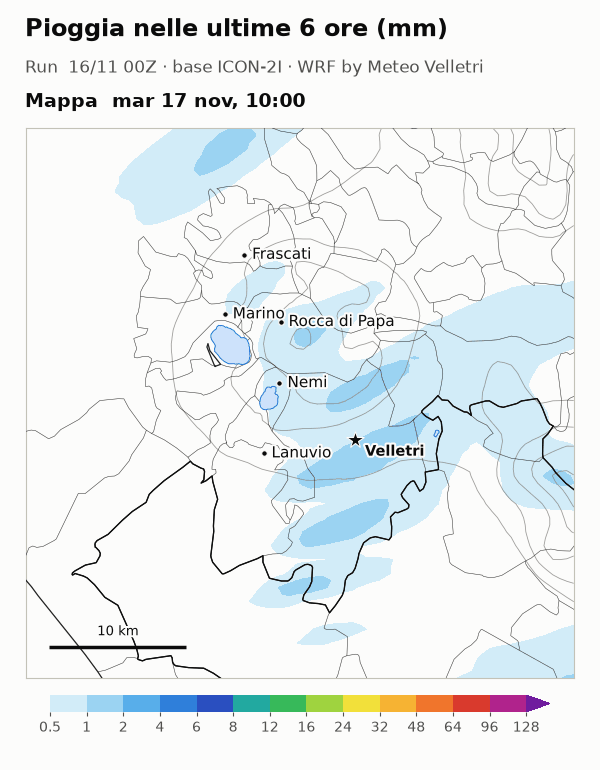 Pioggia nelle ultime 6 ore (mm)
Run  16/11 00Z · base ICON-2I · WRF by Meteo Velletri
Mappa  mar 17 nov, 10:00
Frascati
Marino
Rocca di Papa
Nemi
Lanuvio
Velletri
10 km
0.5 1 2 4 6 8 12 16 24 32 48 64 96 128